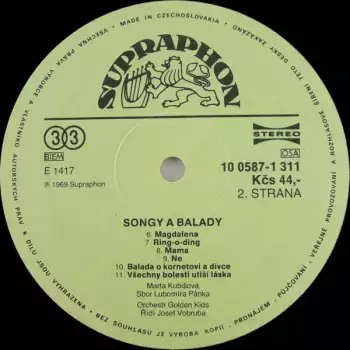 MADE IN CZECHOSLOVAKIA • VŠECHNA PRÁVA VÝROBCE A VLASTNÍKŮ AUTORSKÝCH PRÁV K DÍLU JSOU VYHRAZENA • BEZ SOUHLASU JE VÝROBA KOPIÍ, PRONÁJEM, PŮJČOVÁNÍ, VEŘEJNÉ PROVOZOVÁNÍ A ROZHLASOVÉ ŠÍŘENÍ TÉTO DESKY ZAKÁZÁNO
SUPRAPHON
33
BIEM
E 1417
℗ 1969 Supraphon
STEREO
OSA
10 0587-1 311
Kčs 44,-
2. STRANA
SONGY A BALADY
6. Magdalena
7. Ring-o-ding
8. Mama
9. Ne
10. Balada o kornetovi a dívce
11. Všechny bolesti utiší láska
Marta Kubišová
Sbor Lubomíra Pánka
Orchestr Golden Kids
Řídí Josef Vobruba